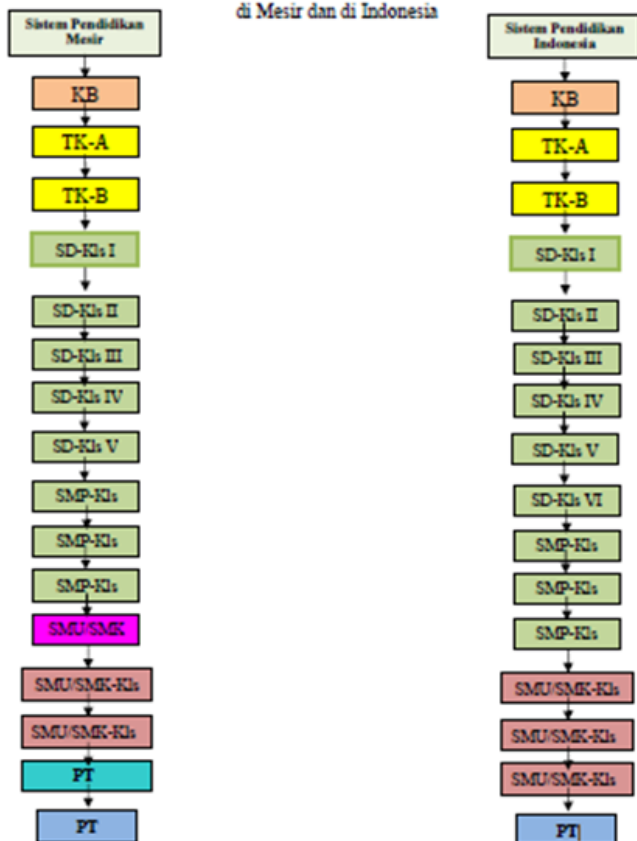 di Mesir dan di Indonesia
Sistem Pendidikan
Mesir
KB
TK-A
TK-B
SD-Kls I
SD-Kls II
SD-Kls III
SD-Kls IV
SD-Kls V
SMP-Kls
SMP-Kls
SMP-Kls
SMU/SMK
SMU/SMK-Kls
SMU/SMK-Kls
PT
PT
Sistem Pendidikan
Indonesia
KB
TK-A
TK-B
SD-Kls I
SD-Kls II
SD-Kls III
SD-Kls IV
SD-Kls V
SD-Kls VI
SMP-Kls
SMP-Kls
SMP-Kls
SMU/SMK-Kls
SMU/SMK-Kls
SMU/SMK-Kls
PT